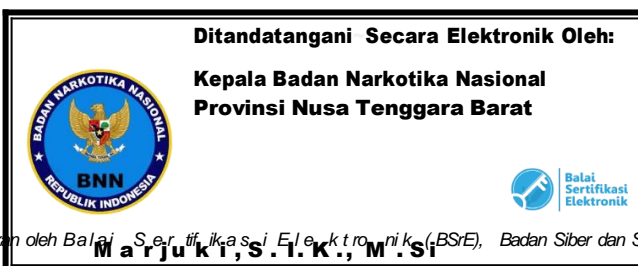 Ditandatangani Secara Elektronik Oleh:
Kepala Badan Narkotika Nasional
Provinsi Nusa Tenggara Barat
BADAN NARKOTIKA NASIONAL
BNN
REPUBLIK INDONESIA
Balai
Sertifikasi
Elektronik
oleh Balai Sertifikasi Elektronik (BSrE), Badan Siber dan S
Marjuki, S.I.K., M.Si